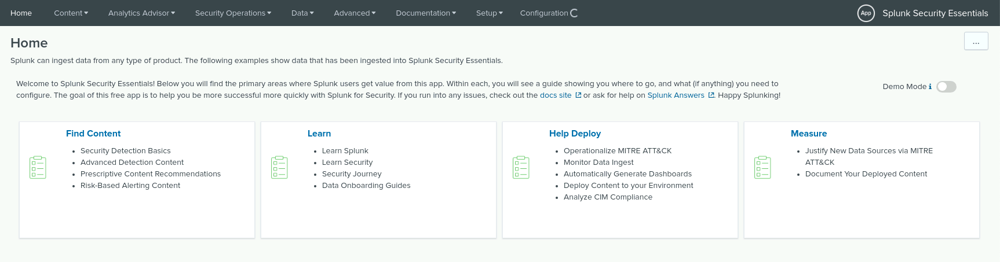 Home Content Analytics Advisor Security Operations Data Advanced Documentation Setup Configuration App Splunk Security Essentials
Home
...
Splunk can ingest data from any type of product. The following examples show data that has been ingested into Splunk Security Essentials.
Welcome to Splunk Security Essentials! Below you will find the primary areas where Splunk users get value from this app. Within each, you will see a guide showing you where to go, and what (if anything) you need to
configure. The goal of this free app is to help you be more successful more quickly with Splunk for Security. If you run into any issues, check out the docs site or ask for help on Splunk Answers . Happy Splunking!
Demo Mode i
Find Content
• Security Detection Basics
• Advanced Detection Content
• Prescriptive Content Recommendations
• Risk-Based Alerting Content
Learn
• Learn Splunk
• Learn Security
• Security Journey
• Data Onboarding Guides
Help Deploy
• Operationalize MITRE ATT&CK
• Monitor Data Ingest
• Automatically Generate Dashboards
• Deploy Content to your Environment
• Analyze CIM Compliance
Measure
• Justify New Data Sources via MITRE
ATT&CK
• Document Your Deployed Content